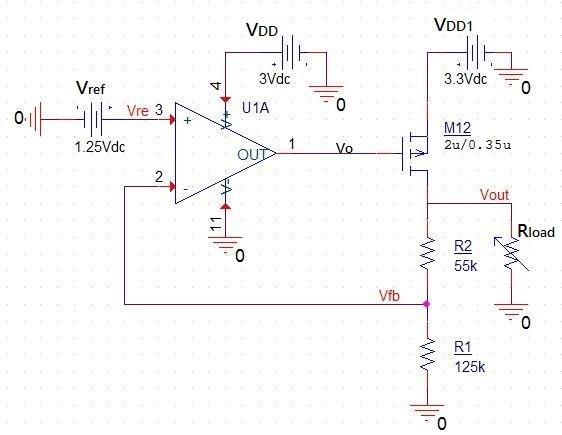 VDD
VDD1
3Vdc
3.3Vdc
0
0
Vref
Vre
3
4
U1A
0
1.25Vdc
+
V+
OUT
1
Vo
M12
2u/0.35u
2
-
V-
11
0
Vout
Rload
R2
55k
0
Vfb
R1
125k
0